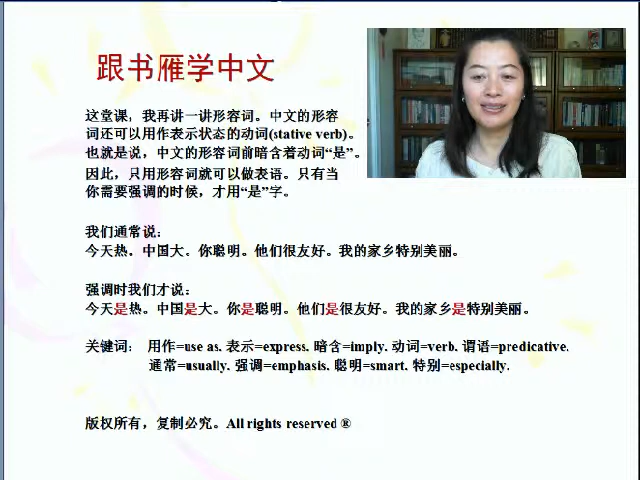 跟书雁学中文
这堂课，我再讲一讲形容词。中文的形容
词还可以用作表示状态的动词(stative verb)。
也就是说，中文的形容词前暗含着动词“是”。
因此，只用形容词就可以做表语。只有当
你需要强调的时候，才用“是”字。
我们通常说：
今天热。中国大。你聪明。他们很友好。我的家乡特别美丽。
强调时我们才说：
今天是热。中国是大。你是聪明。他们是很友好。我的家乡是特别美丽。
关键词： 用作=use as, 表示=express, 暗含=imply, 动词=verb, 谓语=predicative,
通常=usually, 强调=emphasis, 聪明=smart, 特别=especially.
版权所有，复制必究。All rights reserved ®